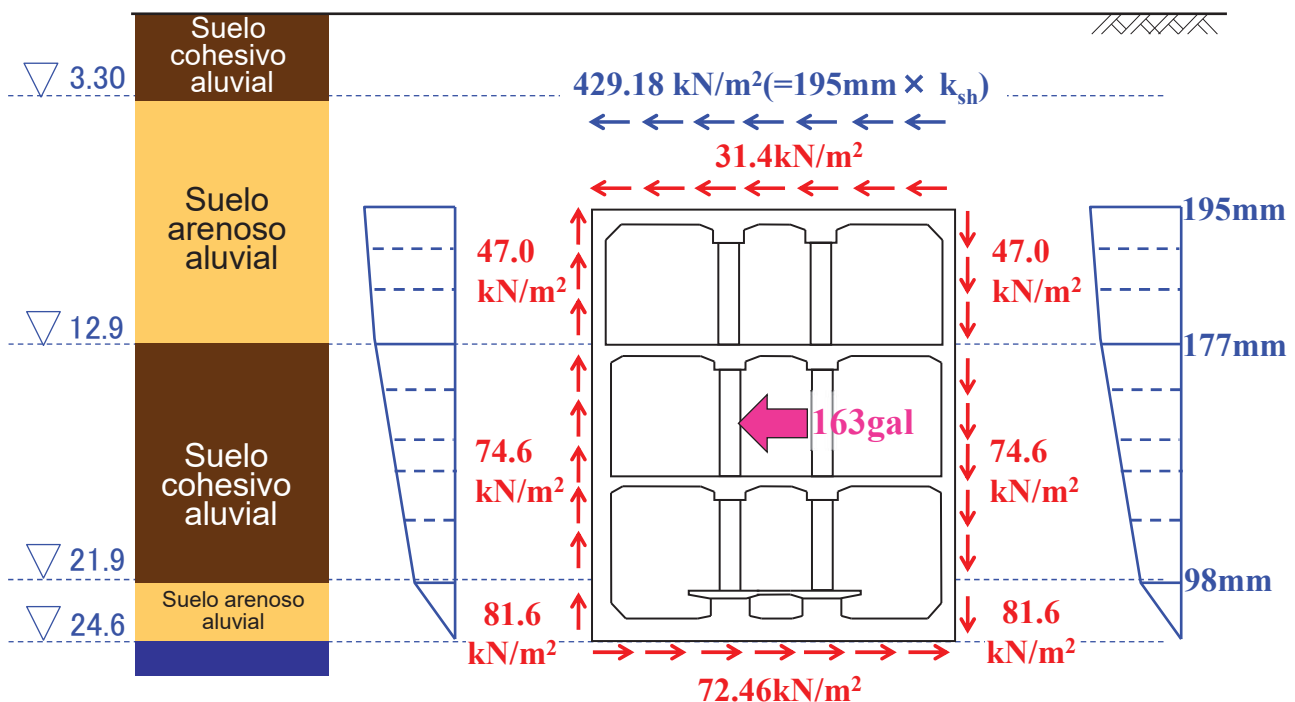 Suelo
cohesivo
aluvial
3.30
429.18 kN/m²(=195mm × kₛₕ)
31.4kN/m²
Suelo
arenoso
aluvial
195mm
47.0
kN/m²
47.0
kN/m²
12.9
177mm
163gal
Suelo
cohesivo
aluvial
74.6
kN/m²
74.6
kN/m²
21.9
98mm
Suelo arenoso
aluvial
24.6
81.6
kN/m²
81.6
kN/m²
72.46kN/m²